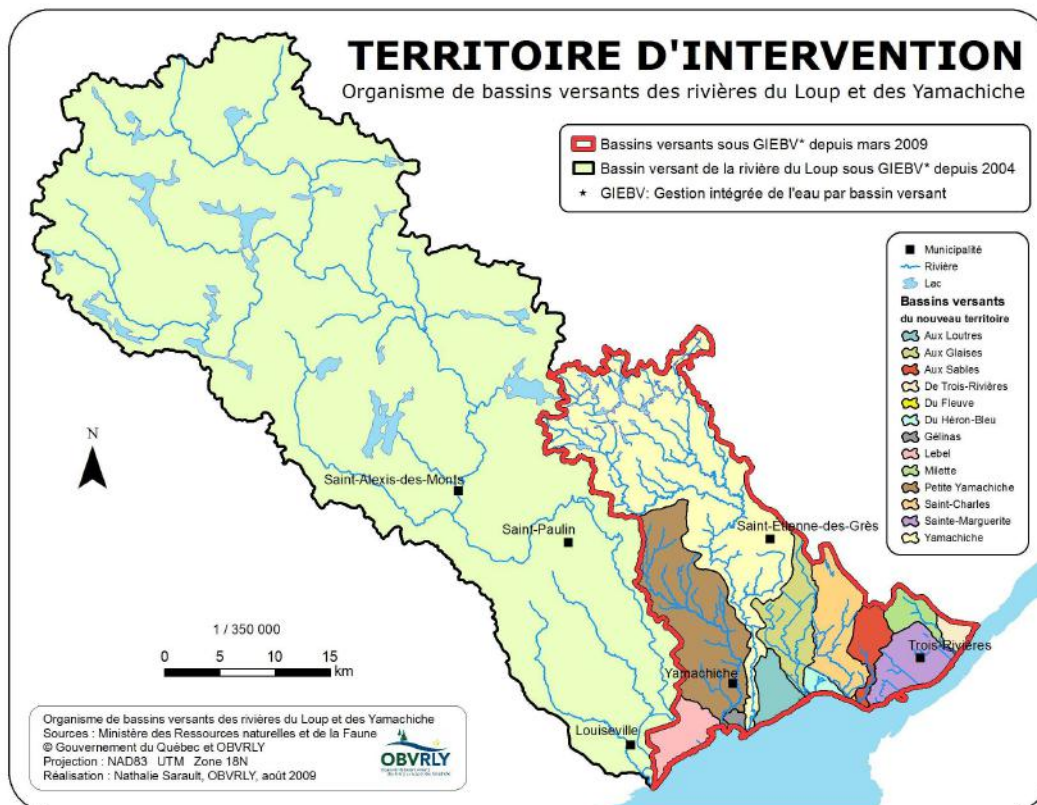 TERRITOIRE D'INTERVENTION
Organisme de bassins versants des rivières du Loup et des Yamachiche
Bassins versants sous GIEBV* depuis mars 2009
Bassin versant de la rivière du Loup sous GIEBV* depuis 2004
* GIEBV: Gestion intégrée de l'eau par bassin versant
Municipalité
Rivière
Lac
Bassins versants
du nouveau territoire
Aux Loutres
Aux Glaises
Aux Sables
De Trois-Rivières
Du Fleuve
Du Héron-Bleu
Gélinas
Lebel
Milette
Petite Yamachiche
Saint-Charles
Sainte-Marguerite
Yamachiche
N
Saint-Alexis-des-Monts
Saint-Paulin
Saint-Etienne-des-Grès
Trois-Rivières
Yamachiche
Louiseville
1 / 350 000
0 5 10 15
km
Organisme de bassins versants des rivières du Loup et des Yamachiche
Sources : Ministère des Ressources naturelles et de la Faune
© Gouvernement du Québec et OBVRLY
Projection : NAD83 UTM Zone 18N
Réalisation : Nathalie Sarault, OBVRLY, août 2009
OBVRLY